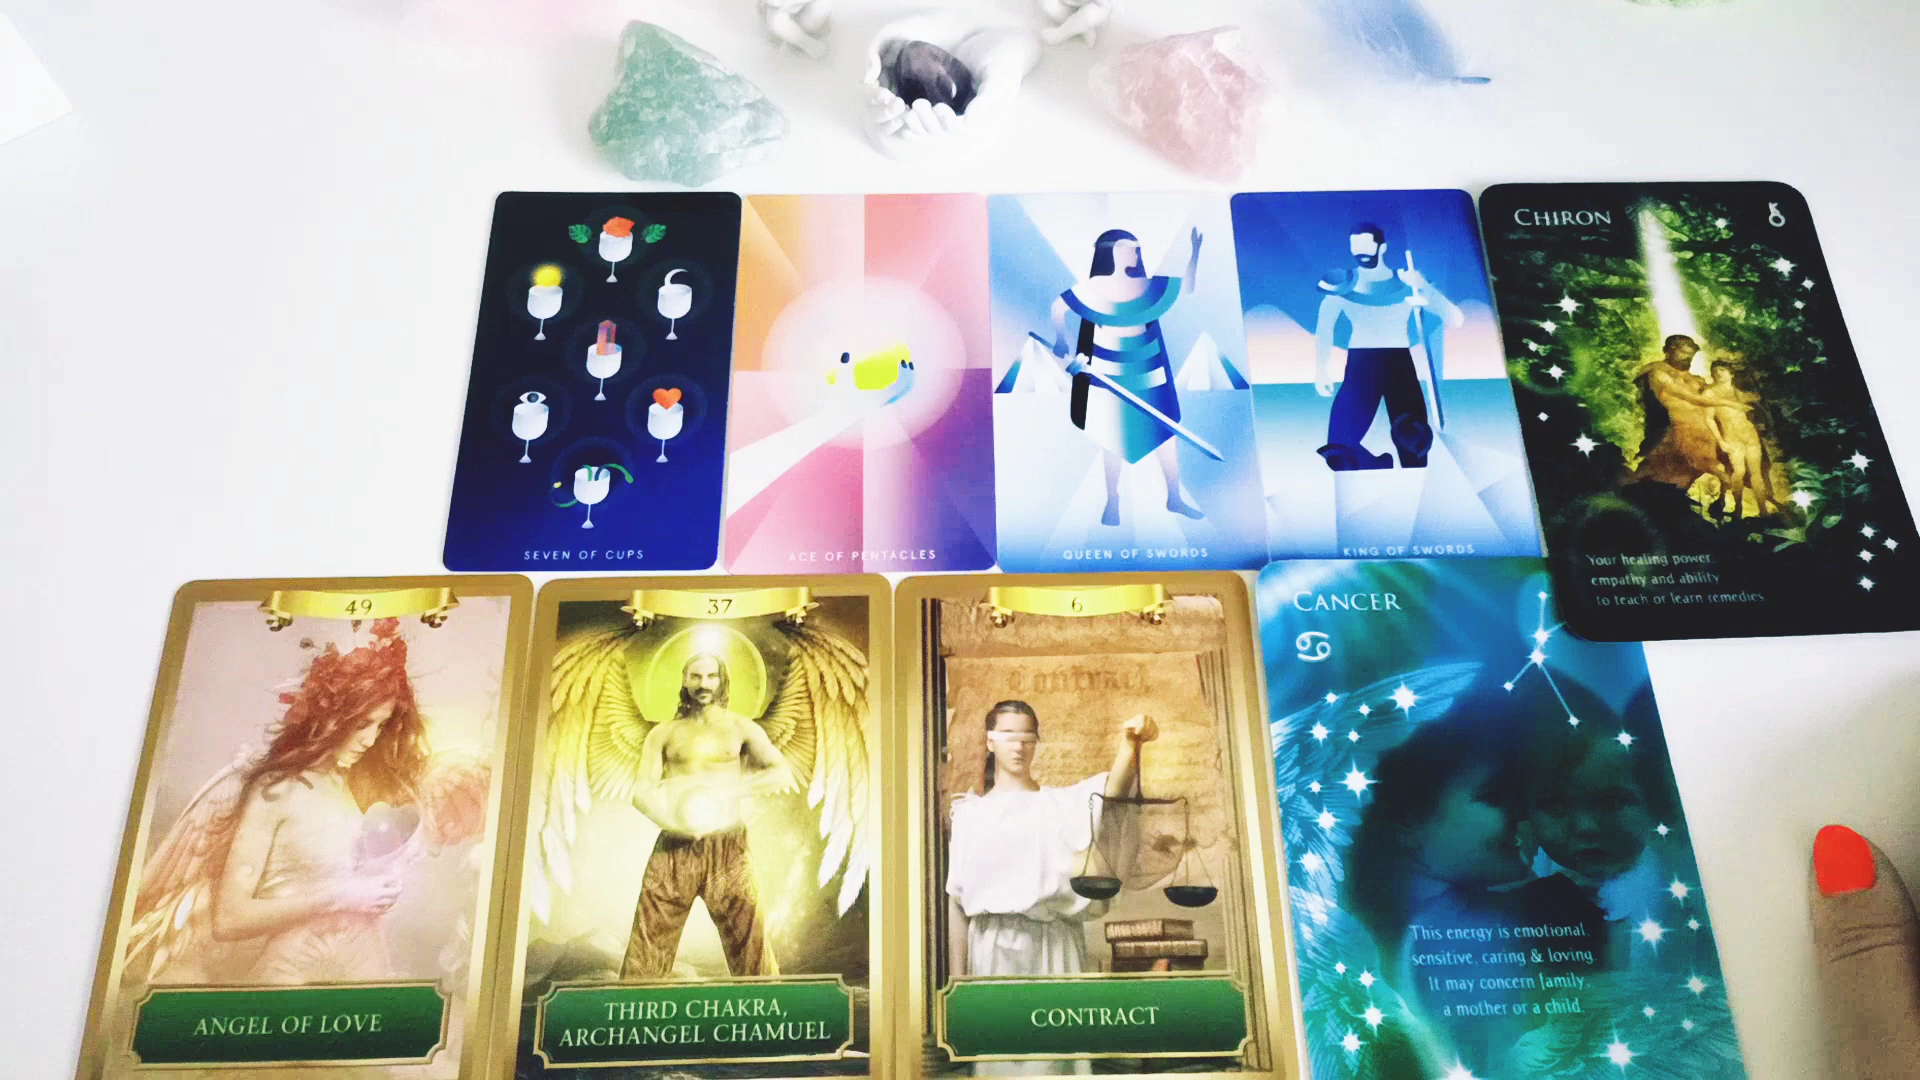 CHIRON
SEVEN OF CUPS
ACE OF PENTACLES
QUEEN OF SWORDS
KING OF SWORDS
Your healing power,
empathy and ability
to teach or learn remedies
49
37
6
CANCER
Contract
This energy is emotional,
sensitive, caring & loving.
It may concern family,
a mother or a child.
ANGEL OF LOVE
THIRD CHAKRA,
ARCHANGEL CHAMUEL
CONTRACT